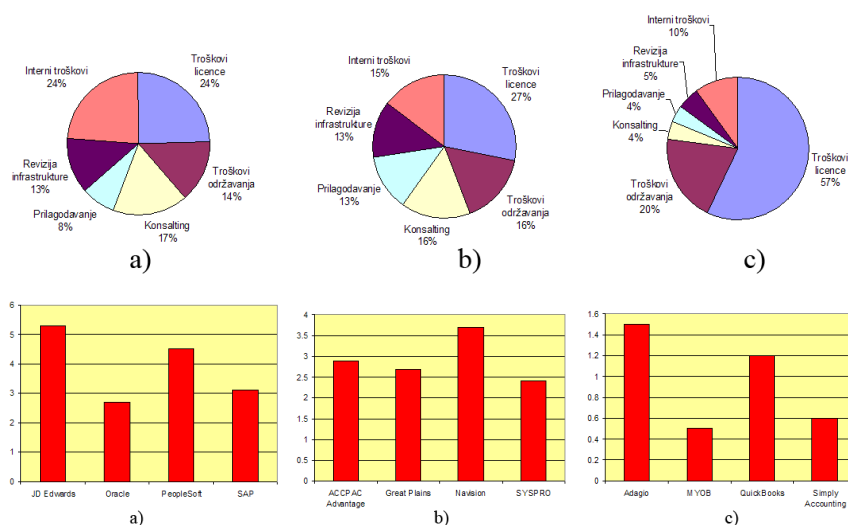 Interni troškovi
24%
Troškovi
licence
24%
Troškovi
održavanja
14%
Konsalting
17%
Prilagođavanje
8%
Revizija
infrastrukture
13%
a)
Interni troškovi
15%
Troškovi
licence
27%
Troškovi
održavanja
16%
Konsalting
16%
Prilagođavanje
13%
Revizija
infrastrukture
13%
b)
Interni troškovi
10%
Revizija
infrastrukture
5%
Prilagođavanje
4%
Konsalting
4%
Troškovi
održavanja
20%
Troškovi
licence
57%
c)
6
5
4
3
2
1
0
JD Edwards Oracle PeopleSoft SAP
a)
4
3.5
3
2.5
2
1.5
1
0.5
0
ACCPAC
Advantage
Great Plains Navision SYSPRO
b)
1.6
1.4
1.2
1
0.8
0.6
0.4
0.2
0
Adagio MYOB QuickBooks Simply
Accounting
c)